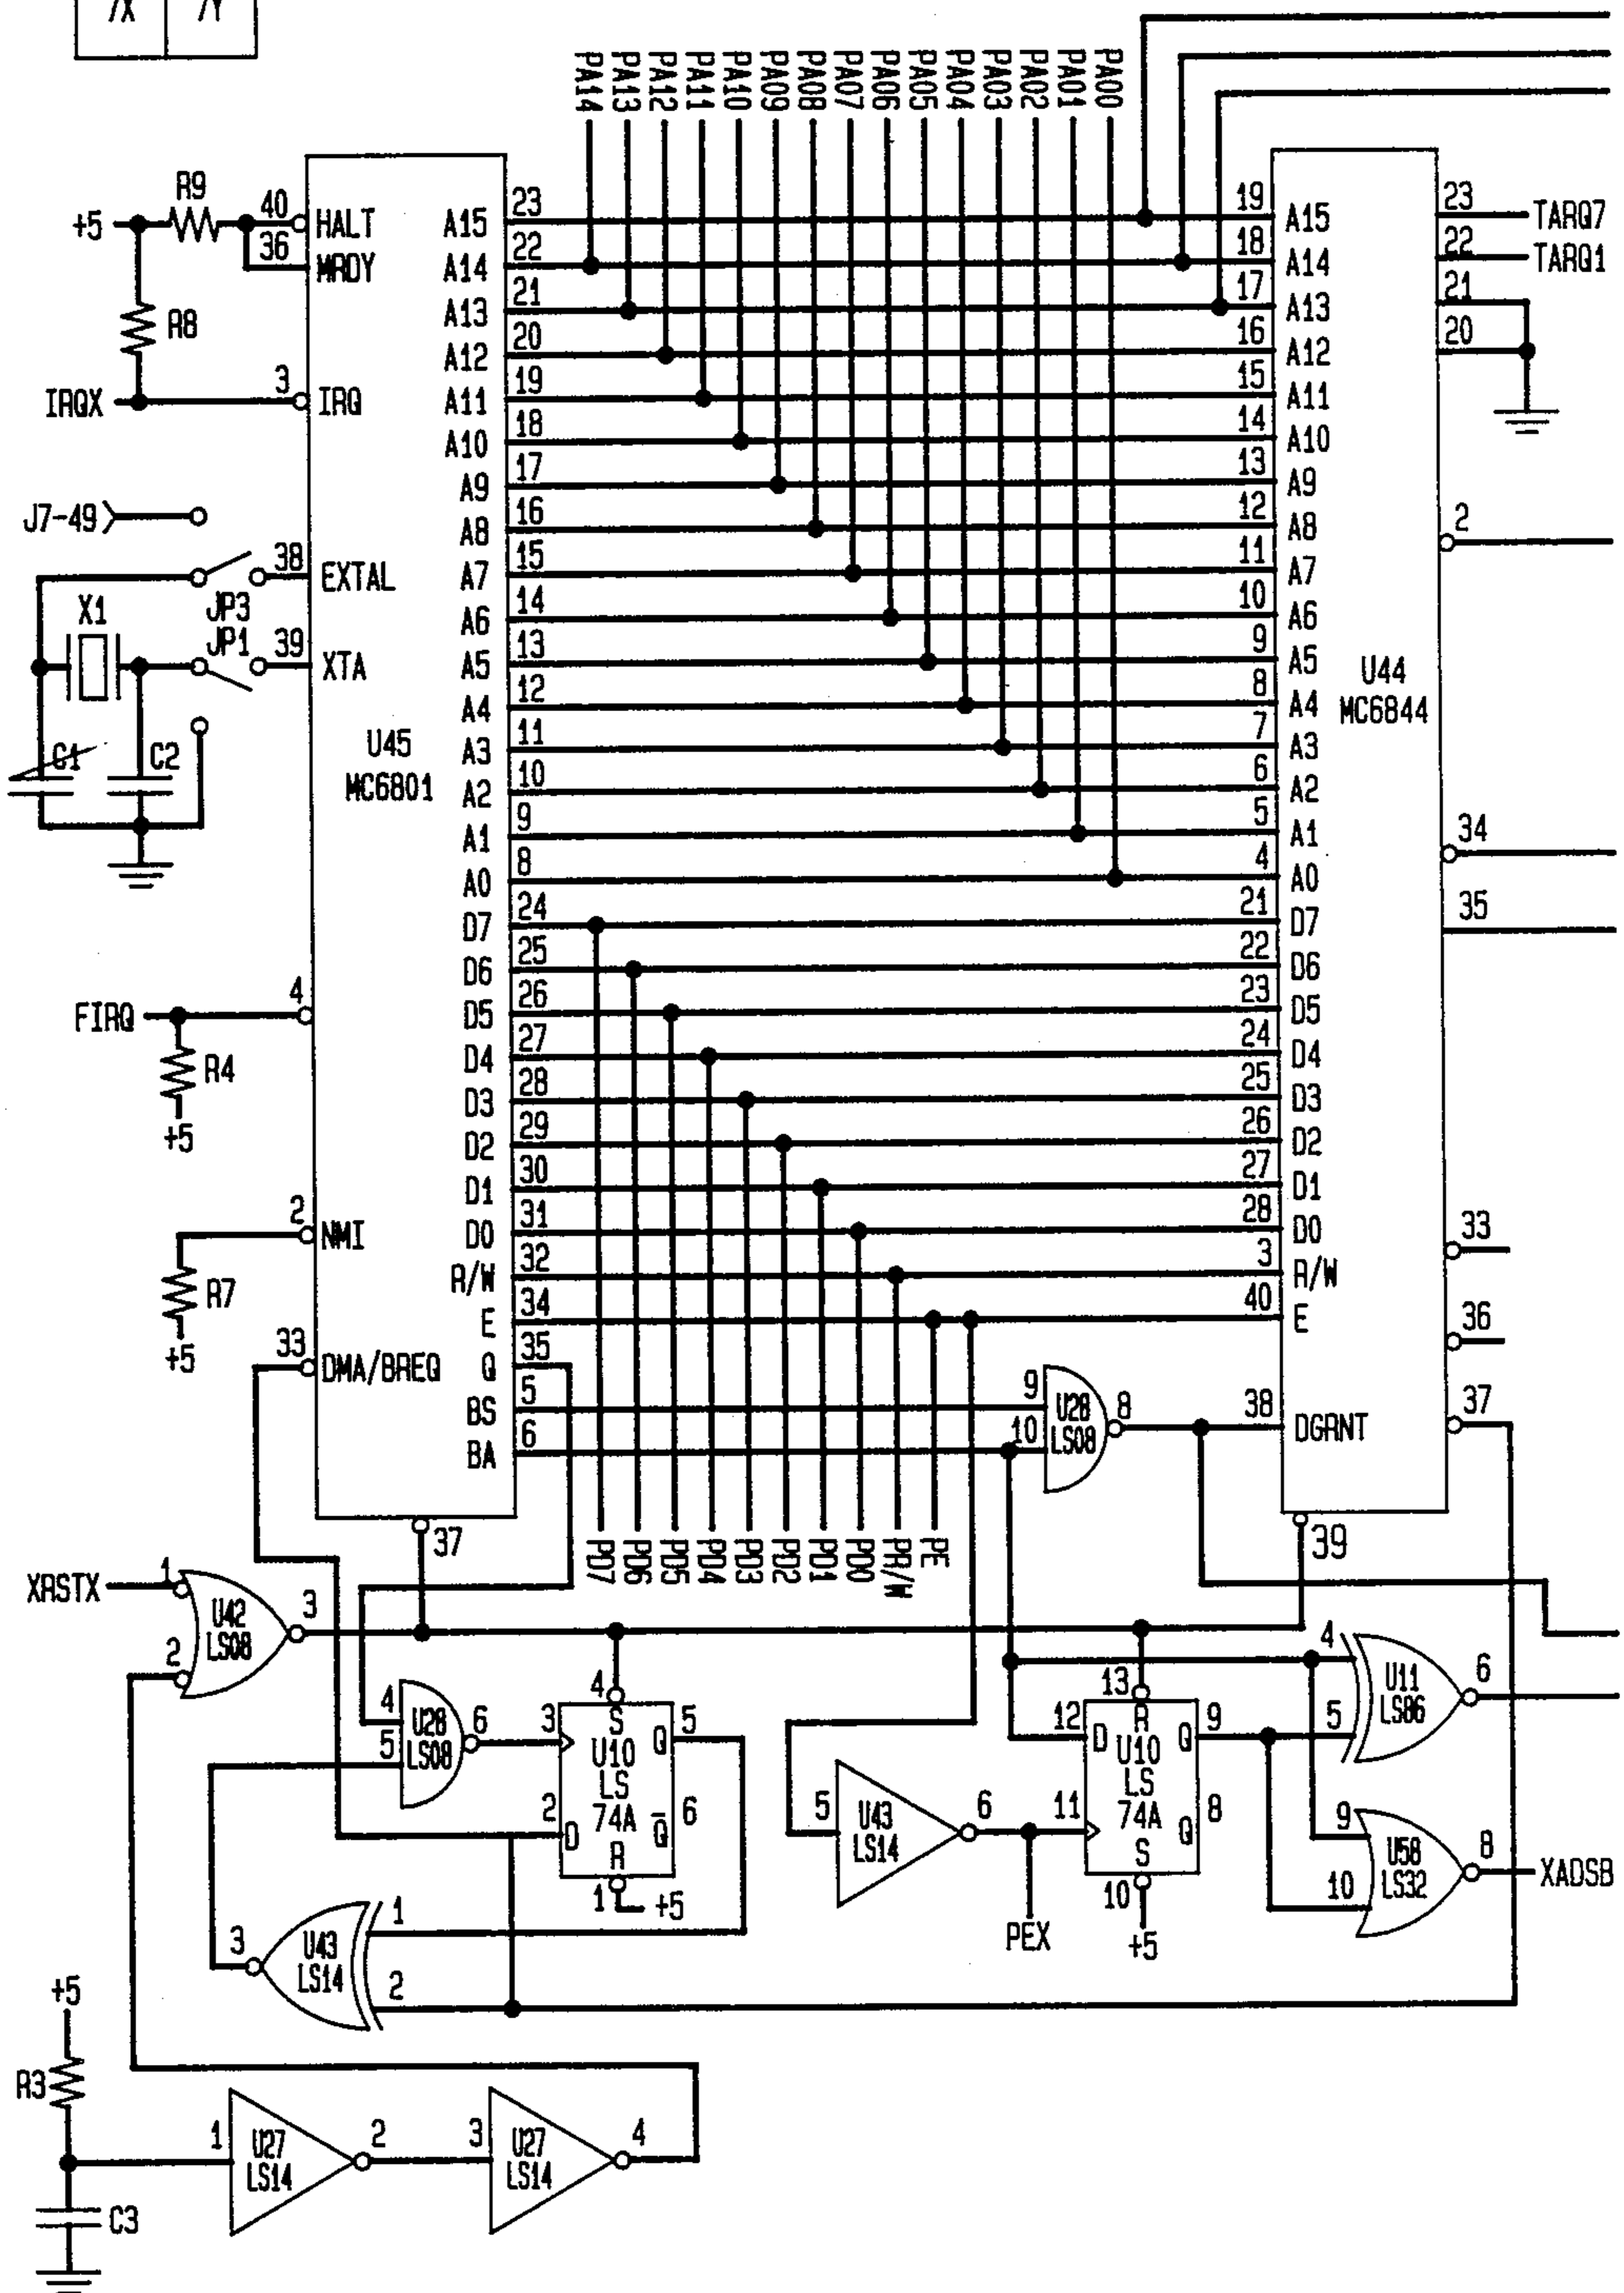 /X /Y
PA14 PA13 PA12 PA11 PA10 PA09 PA08 PA07 PA06 PA05 PA04 PA03 PA02 PA01 PA00
+5 R9
40 HALT
36 MRDY
R8
IRQX 3 IRQ
J7-49
38 EXTAL
JP3
X1
JP1
39 XTA
C1 C2
U45
MC6801
FIRQ 4
R4
+5
2 NMI
R7
+5
33 DMA/BREQ
37
A15 23
A14 22
A13 21
A12 20
A11 19
A10 18
A9 17
A8 16
A7 15
A6 14
A5 13
A4 12
A3 11
A2 10
A1 9
A0 8
D7 24
D6 25
D5 26
D4 27
D3 28
D2 29
D1 30
D0 31
R/W 32
E 34
Q 35
BS 5
BA 6
19 A15
18 A14
17 A13
16 A12
15 A11
14 A10
13 A9
12 A8
11 A7
10 A6
9 A5
8 A4
7 A3
6 A2
5 A1
4 A0
21 D7
22 D6
23 D5
24 D4
25 D3
26 D2
27 D1
28 D0
3 R/W
40 E
38 DGRNT
39
U44
MC6844
23 TARQ7
22 TARQ1
21
20
2
34
35
33
36
37
9
10
U28
LS08
8
PD7 PD6 PD5 PD4 PD3 PD2 PD1 PD0 PR/W PE
XRSTX 1
2
U42
LS08
3
4
5
U28
LS08
6
3
4
S
U10
LS
74A
Q 5
2 D
Q 6
R
1
+5
5
U43
LS14
6
PEX
13
R
12 D
U10
LS
74A
Q 9
11
Q 8
S
10
+5
4
5
U11
LS86
6
9
10
U58
LS32
8 XADSB
3
U43
LS14
1
2
+5
R3
C3
1
U27
LS14
2
3
U27
LS14
4